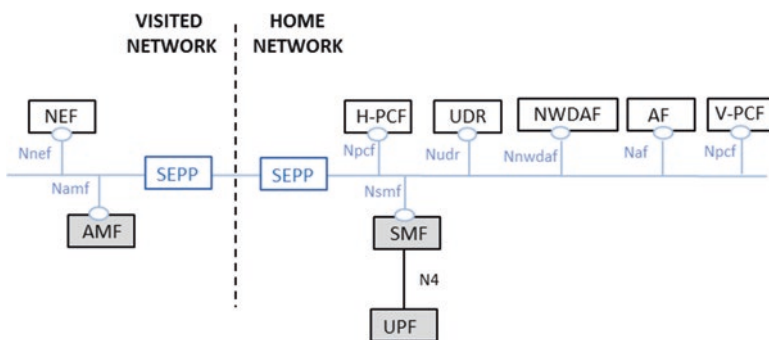 VISITED
NETWORK
HOME
NETWORK
NEF
H-PCF
UDR
NWDAF
AF
V-PCF
Nnef
Npcf
Nudr
Nnwdaf
Naf
Npcf
SEPP
SEPP
Namf
Nsmf
AMF
SMF
N4
UPF